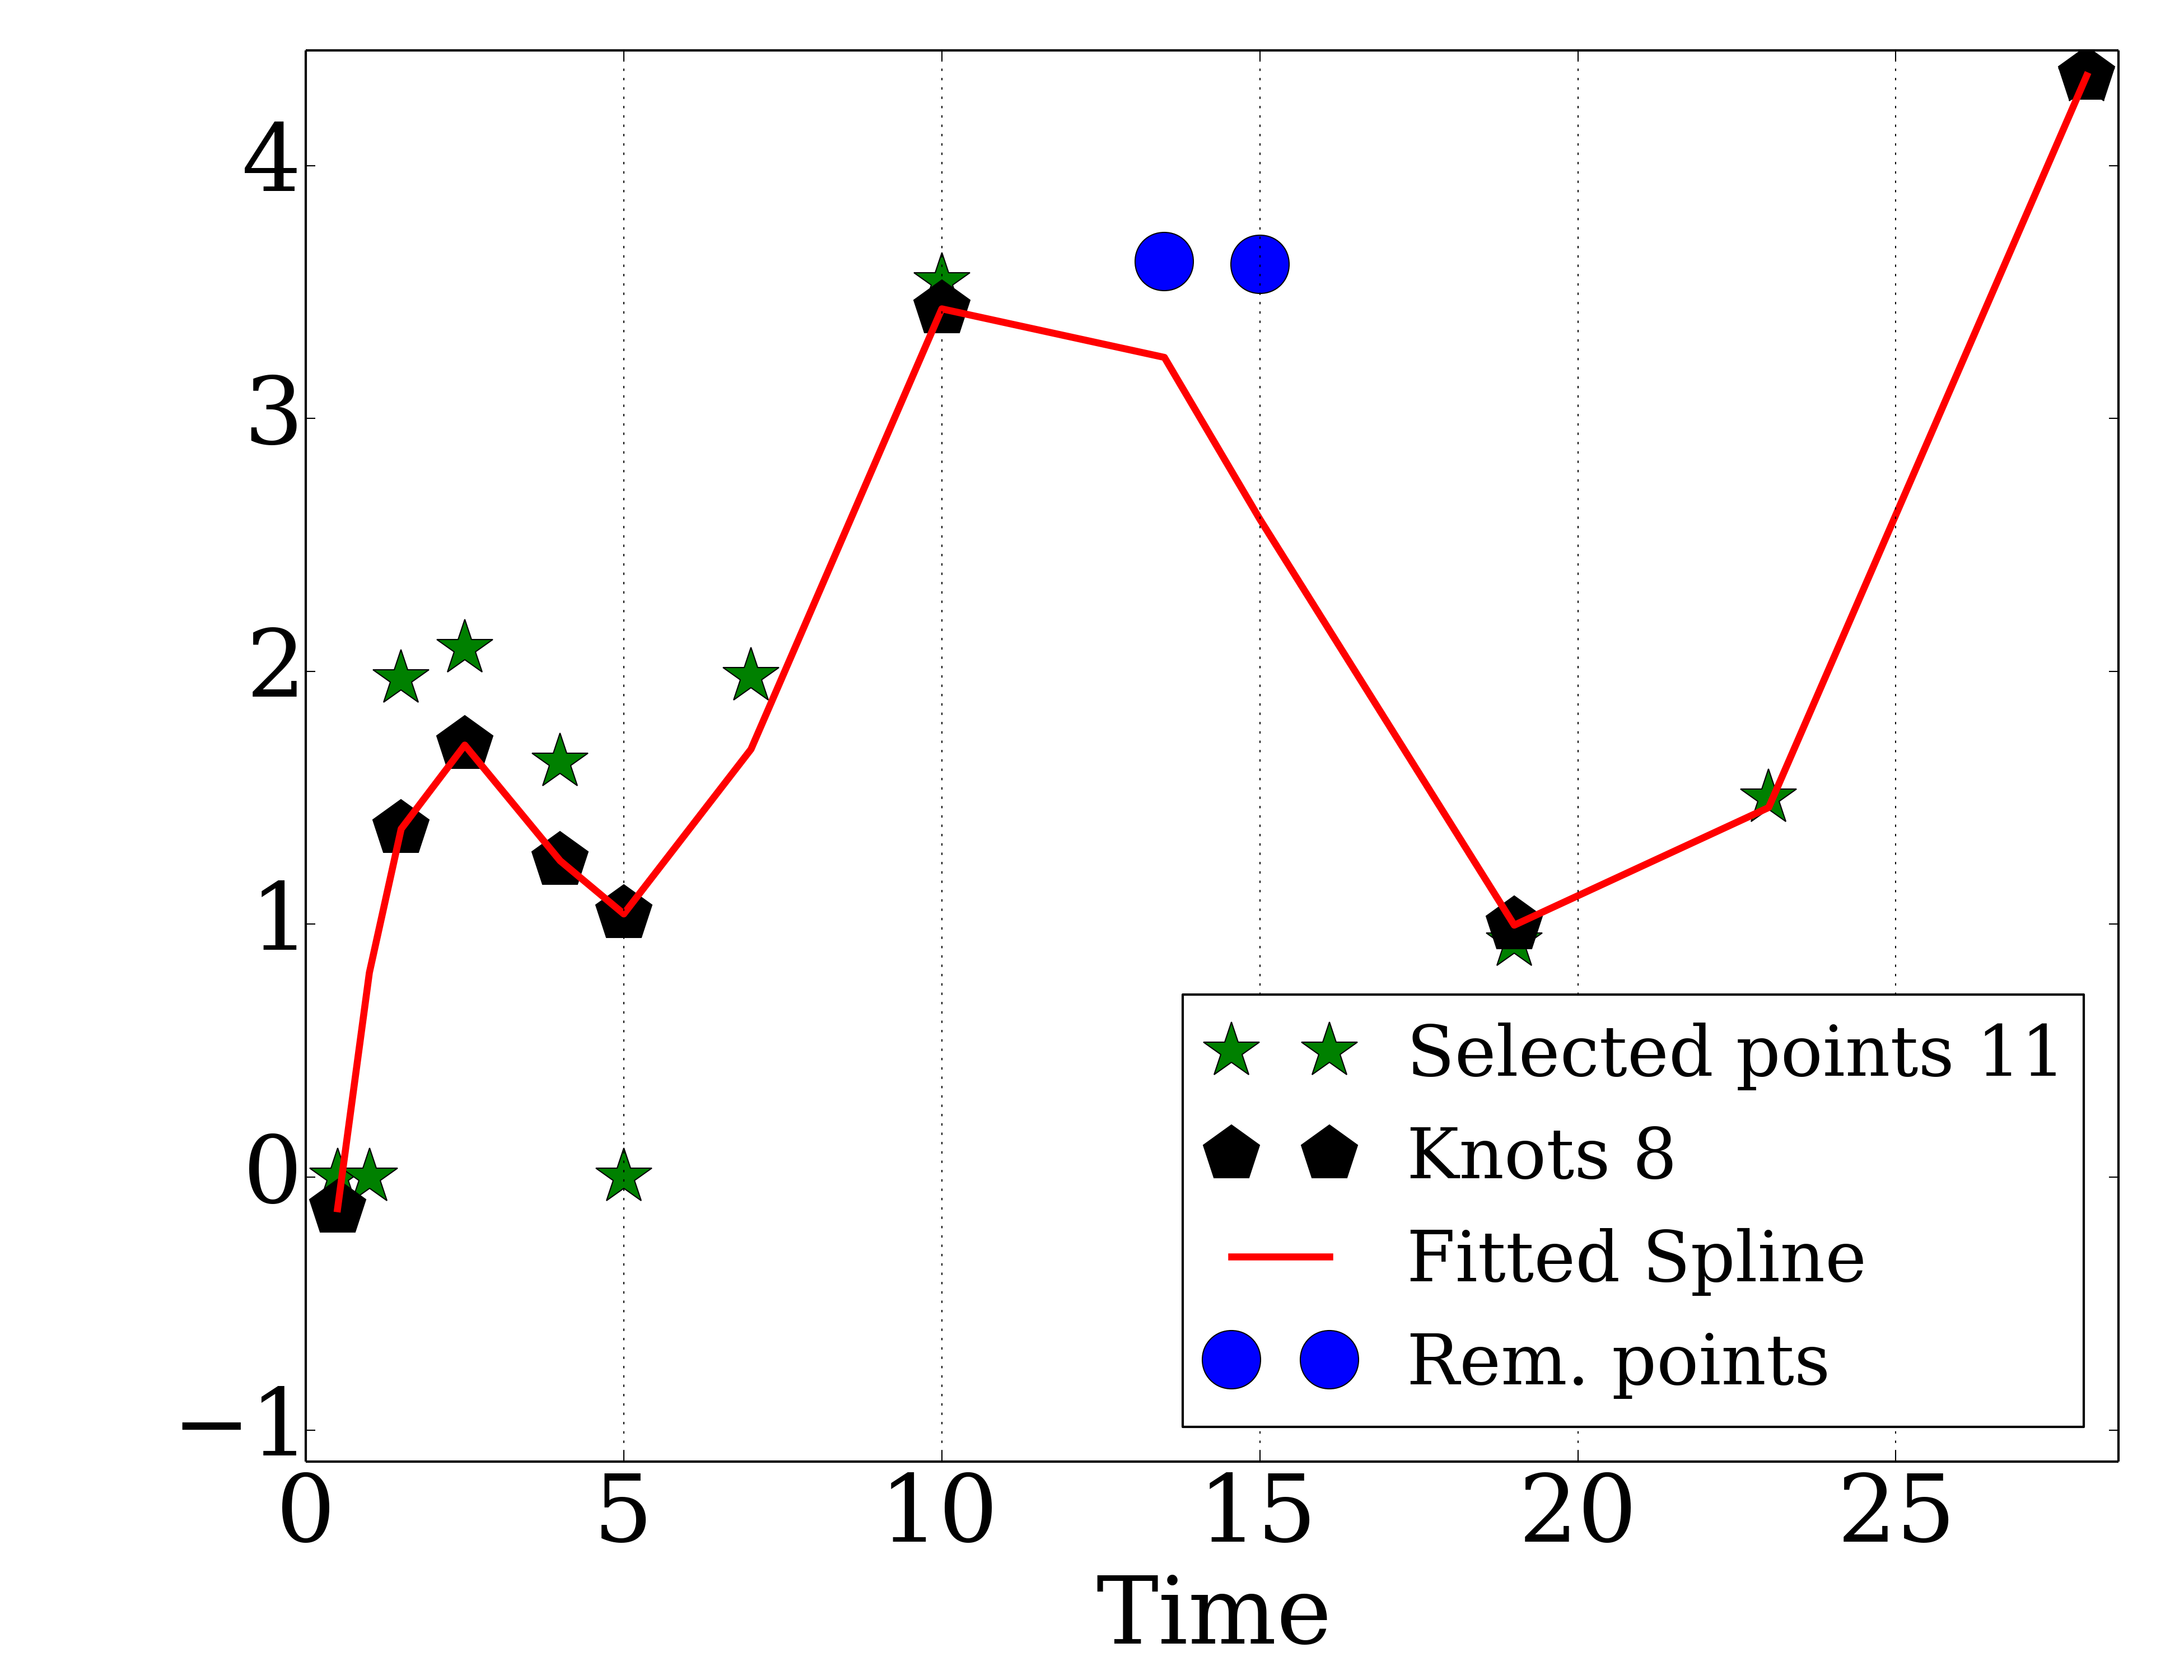 4
3
2
1
0
−1
Selected points 11
Knots 8
Fitted Spline
Rem. points
0 5 10 15 20 25
Time